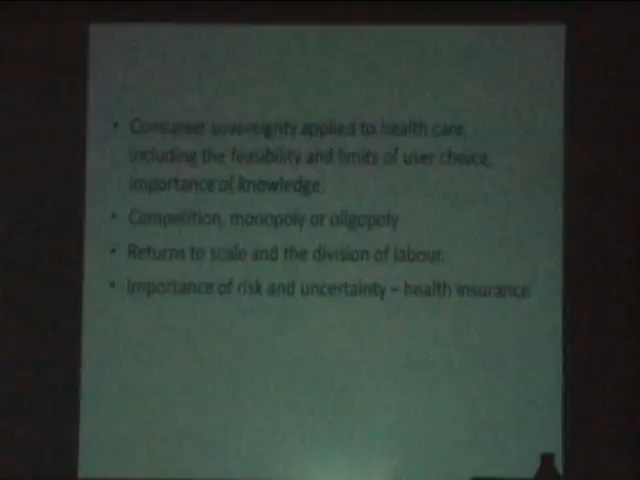 • Consumer sovereignty applied to health care,
including the feasibility and limits of user choice,
importance of knowledge.
• Competition, monopoly or oligopoly
• Returns to scale and the division of labour.
• Importance of risk and uncertainty – health insurance